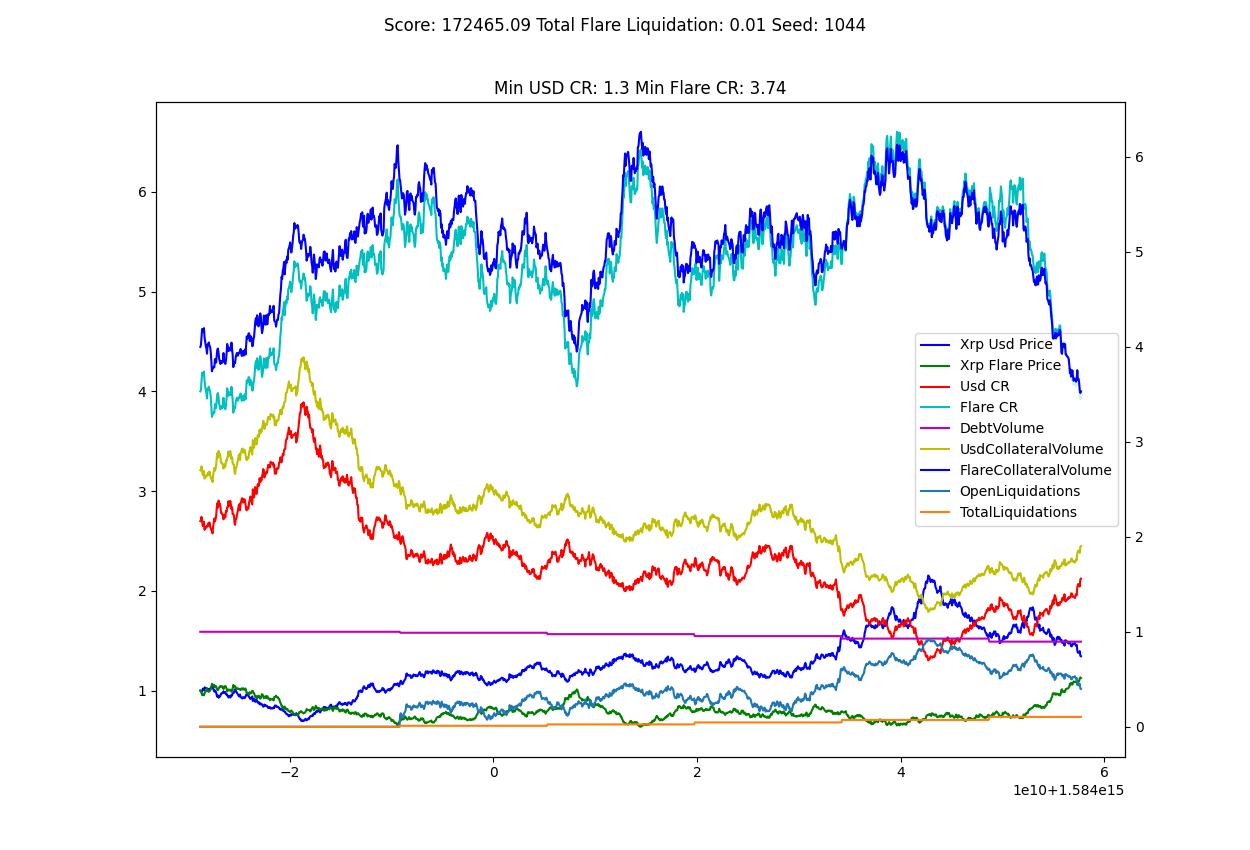 Score: 172465.09 Total Flare Liquidation: 0.01 Seed: 1044
Min USD CR: 1.3 Min Flare CR: 3.74
6
5
4
3
2
1
6
5
4
3
2
1
0
Xrp Usd Price
Xrp Flare Price
Usd CR
Flare CR
DebtVolume
UsdCollateralVolume
FlareCollateralVolume
OpenLiquidations
TotalLiquidations
−2
0
2
4
6
1e10+1.584e15